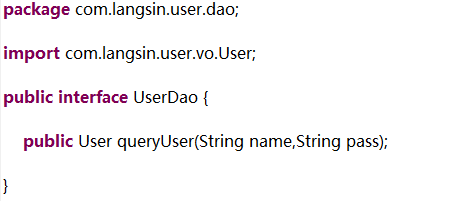 package com.langsin.user.dao;
import com.langsin.user.vo.User;
public interface UserDao {
public User queryUser(String name,String pass);
}